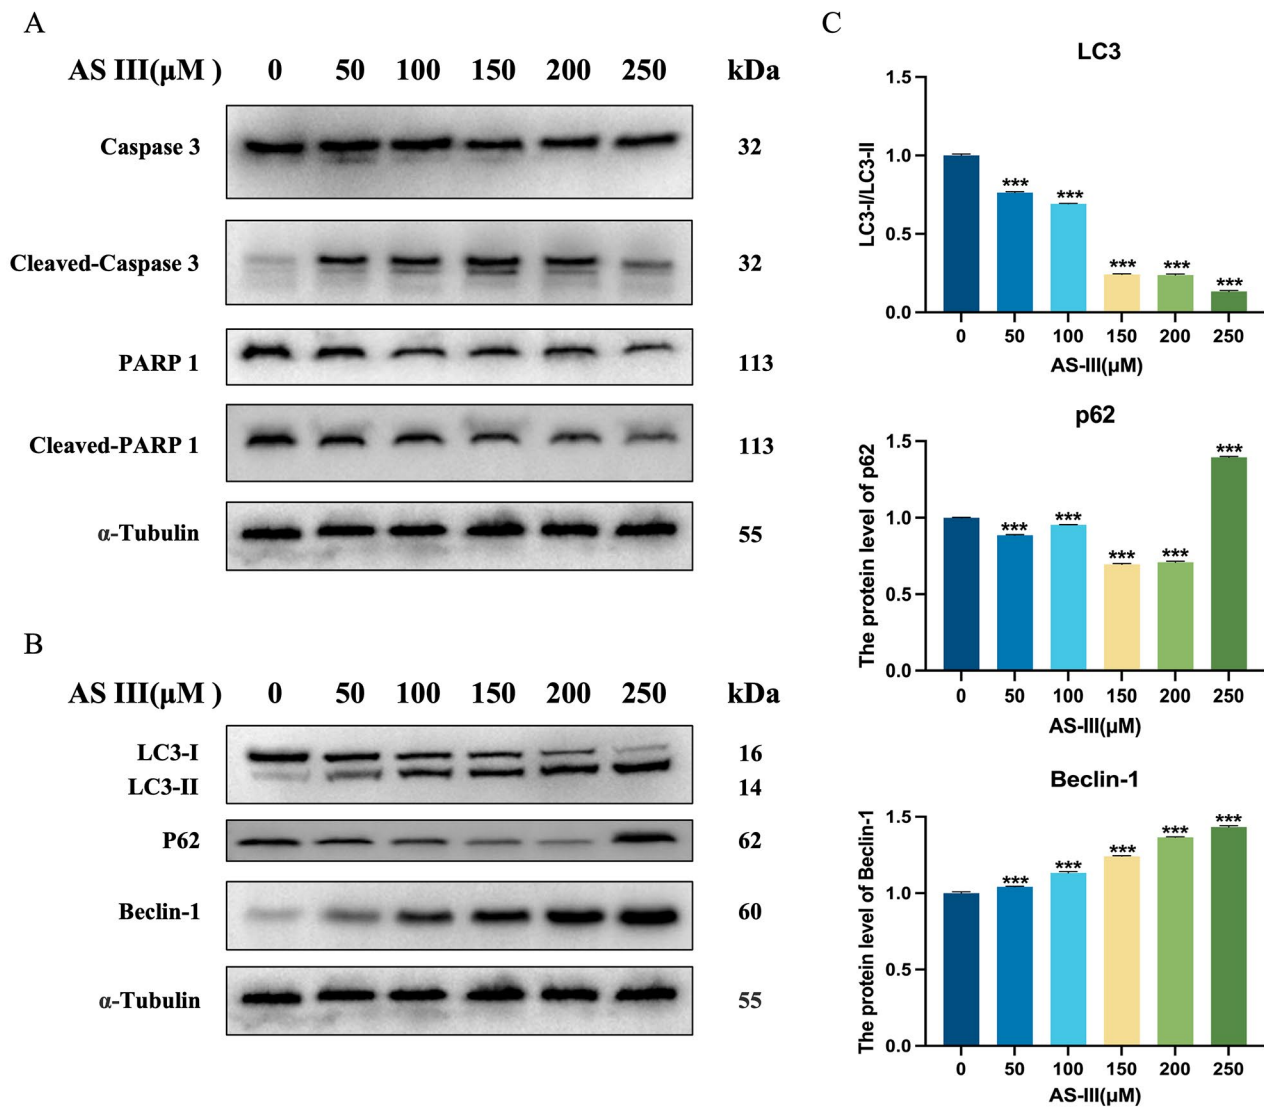 A
AS III(μM ) 0 50 100 150 200 250 kDa
Caspase 3 32
Cleaved-Caspase 3 32
PARP 1 113
Cleaved-PARP 1 113
α-Tubulin 55
B
AS III(μM ) 0 50 100 150 200 250 kDa
LC3-I 16
LC3-II 14
P62 62
Beclin-1 60
α-Tubulin 55
C
LC3
LC3-I/LC3-II
1.5
1.0
0.5
0.0
*** *** *** *** ***
0 50 100 150 200 250
AS-III(μM)
p62
The protein level of p62
1.5
1.0
0.5
0.0
*** *** *** *** ***
0 50 100 150 200 250
AS-III(μM)
Beclin-1
The protein level of Beclin-1
1.5
1.0
0.5
0.0
*** *** *** *** ***
0 50 100 150 200 250
AS-III(μM)